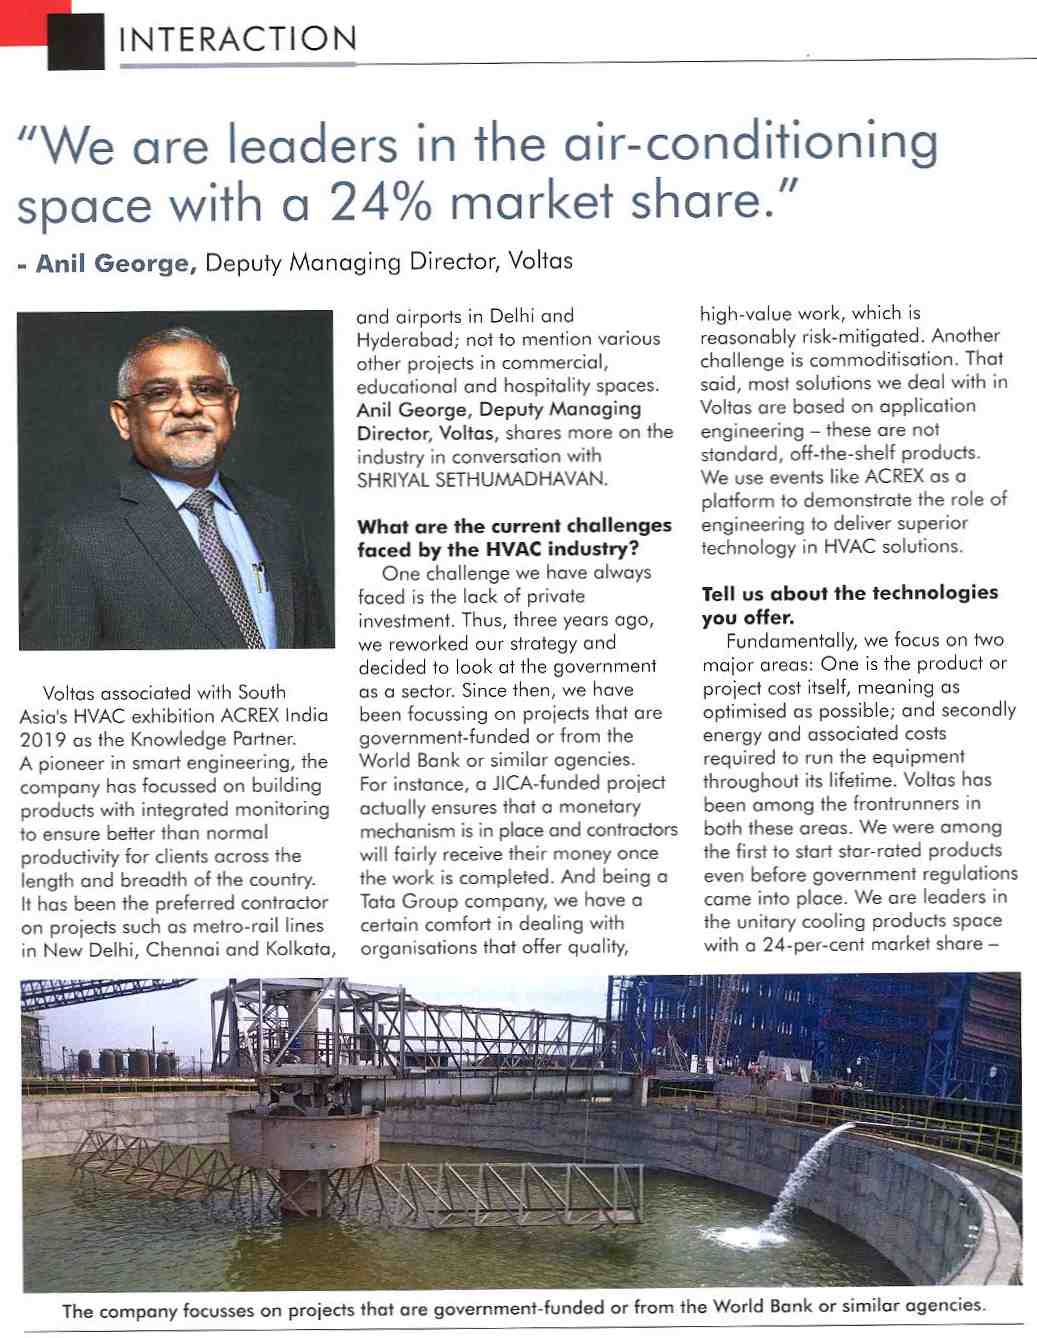 INTERACTION
“We are leaders in the air-conditioning
space with a 24% market share.”
- Anil George, Deputy Managing Director, Voltas
Voltas associated with South
Asia's HVAC exhibition ACREX India
2019 as the Knowledge Partner.
A pioneer in smart engineering, the
company has focussed on building
products with integrated monitoring
to ensure better than normal
productivity for clients across the
length and breadth of the country.
It has been the preferred contractor
on projects such as metro-rail lines
in New Delhi, Chennai and Kolkata,
and airports in Delhi and
Hyderabad; not to mention various
other projects in commercial,
educational and hospitality spaces.
Anil George, Deputy Managing
Director, Voltas, shares more on the
industry in conversation with
SHRIYAL SETHUMADHAVAN.
What are the current challenges
faced by the HVAC industry?
One challenge we have always
faced is the lack of private
investment. Thus, three years ago,
we reworked our strategy and
decided to look at the government
as a sector. Since then, we have
been focussing on projects that are
government-funded or from the
World Bank or similar agencies.
For instance, a JICA-funded project
actually ensures that a monetary
mechanism is in place and contractors
will fairly receive their money once
the work is completed. And being a
Tata Group company, we have a
certain comfort in dealing with
organisations that offer quality,
high-value work, which is
reasonably risk-mitigated. Another
challenge is commoditisation. That
said, most solutions we deal with in
Voltas are based on application
engineering – these are not
standard, off-the-shelf products.
We use events like ACREX as a
platform to demonstrate the role of
engineering to deliver superior
technology in HVAC solutions.
Tell us about the technologies
you offer.
Fundamentally, we focus on two
major areas: One is the product or
project cost itself, meaning as
optimised as possible; and secondly
energy and associated costs
required to run the equipment
throughout its lifetime. Voltas has
been among the frontrunners in
both these areas. We were among
the first to start star-rated products
even before government regulations
came into place. We are leaders in
the unitary cooling products space
with a 24-per-cent market share –
The company focusses on projects that are government-funded or from the World Bank or similar agencies.